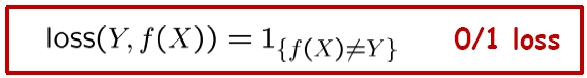 loss(Y, f(X)) = 1_{f(X)≠Y} 0/1 loss